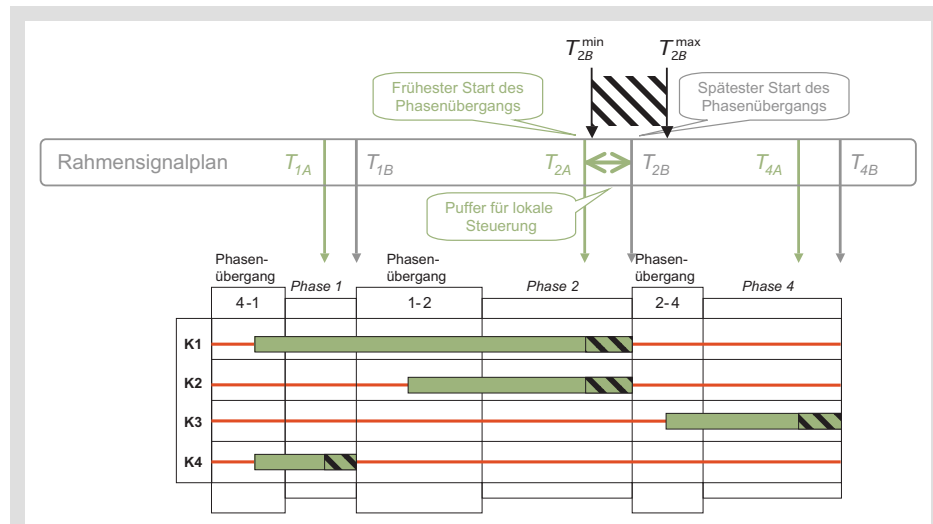 T2B^min T2B^max
Frühester Start des
Phasenübergangs
Spätester Start des
Phasenübergangs
Rahmensignalplan T1A T1B T2A T2B T4A T4B
Puffer für lokale
Steuerung
Phasen-
übergang
Phase 1
Phasen-
übergang
Phase 2
Phasen-
übergang
Phase 4
4-1 1-2 2-4
K1
K2
K3
K4